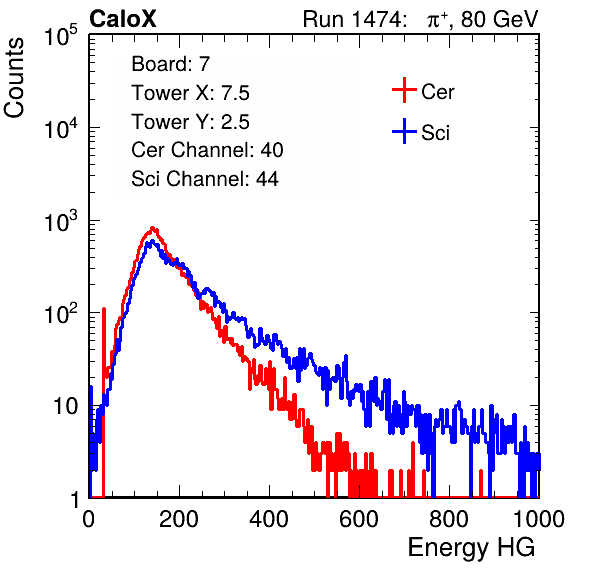 CaloX Run 1474: π⁺, 80 GeV
Board: 7
Tower X: 7.5
Tower Y: 2.5
Cer Channel: 40
Sci Channel: 44
Cer
Sci
Counts
10⁵
10⁴
10³
10²
10
1
0 200 400 600 800 1000
Energy HG